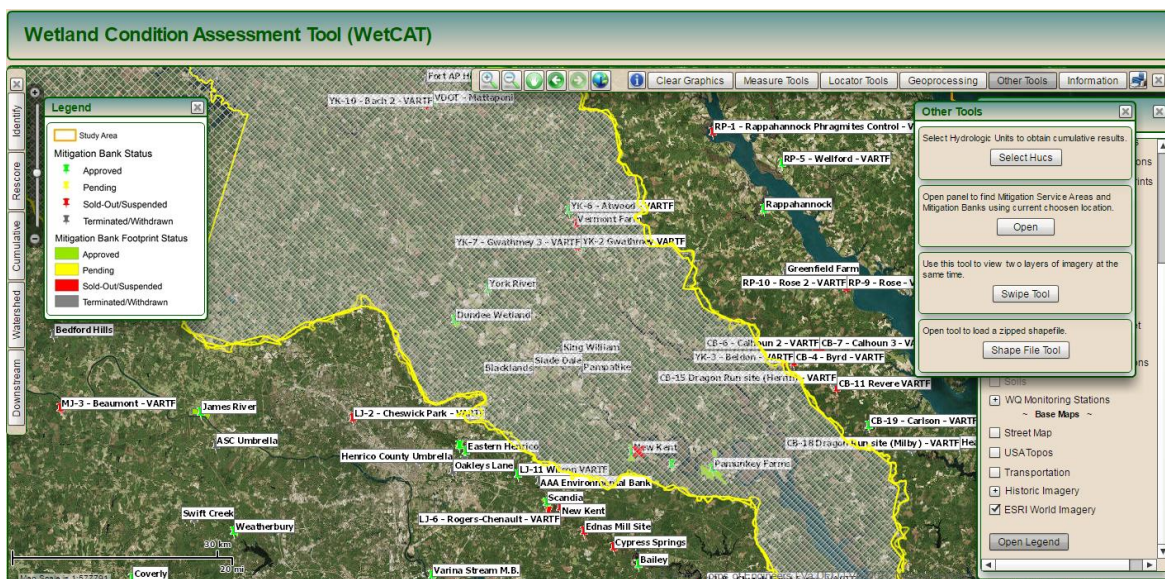 Wetland Condition Assessment Tool (WetCAT)
Clear Graphics
Measure Tools
Locator Tools
Geoprocessing
Other Tools
Information
Identify
Rescore
Cumulative
Watershed
Downstream
Legend
Study Area
Mitigation Bank Status
Approved
Pending
Sold-Out/Suspended
Terminated/Withdrawn
Mitigation Bank Footprint Status
Approved
Pending
Sold-Out/Suspended
Terminated/Withdrawn
Other Tools
Select Hydrologic Units to obtain cumulative results.
Select Hucs
Open panel to find Mitigation Service Areas and
Mitigation Banks using current choosen location.
Open
Use this tool to view two layers of imagery at the
same time.
Swipe Tool
Open tool to load a zipped shapefile.
Shape File Tool
Soils
WQ Monitoring Stations
~ Base Maps ~
Street Map
USATopos
Transportation
Historic Imagery
ESRI World Imagery
Open Legend
YK-19 - Bach 2 - VARTF
VDOT - Mattaponi
RP-1 - Rappahannock Phragmites Control -
RP-5 - Wellford - VARTF
YK-6 - Atwood - VARTF
Rappahannock
Vermont Farm
YK-7 - Gwathmey 3 - VARTF
YK-2 Gwathmey VARTF
Greenfield Farm
RP-10 - Rose 2 - VARTF
RP-9 - Rose -
York River
Dundee Wetland
Bedford Hills
King William
Slade Dale
Blacklands
Pampatike
CB-6 - Calhoun 2 - VARTF
CB-7 - Calhoun 3 -
YK-3 - Beldon - VARTF
CB-4 - Byrd - VARTF
CB-15 Dragon Run site (Herrin) - VARTF
CB-11 Revere VARTF
MJ-3 - Beaumont - VARTF
James River
LJ-2 - Cheswick Park - VARTF
CB-19 - Carlson - VARTF
ASC Umbrella
Eastern Henrico
Henrico County Umbrella
New Kent
CB-18 Dragon Run site (Milby) - VARTF
Oakleys Lane
LJ-11 Wilson VARTF
Pamunkey Farms
AAA Environmental Bank
Scandia
New Kent
LJ-6 - Rogers-Chenault - VARTF
Swift Creek
Weatherbury
Ednas Mill Site
Cypress Springs
Bailey
30 km
20 mi
Coverly
Varina Stream M.B.